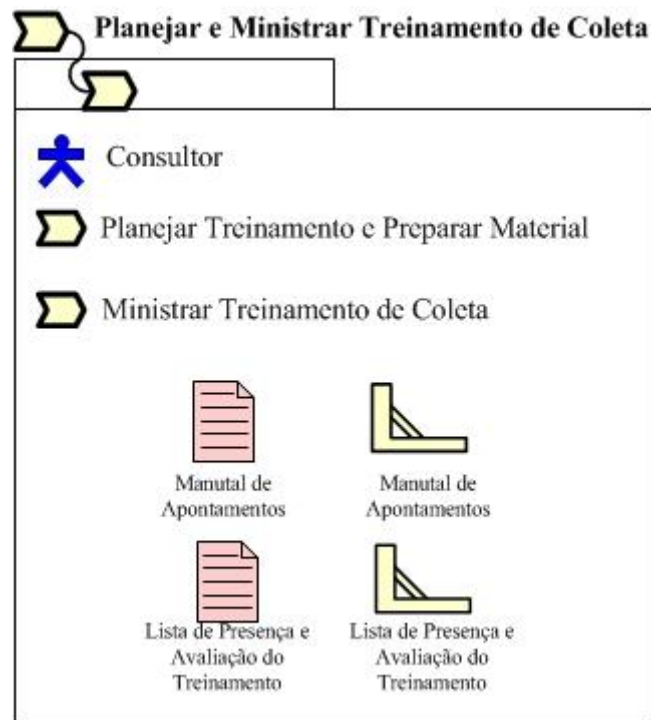 Planejar e Ministrar Treinamento de Coleta
Consultor
Planejar Treinamento e Preparar Material
Ministrar Treinamento de Coleta
Manutal de
Apontamentos
Manutal de
Apontamentos
Lista de Presença e
Avaliação do
Treinamento
Lista de Presença e
Avaliação do
Treinamento